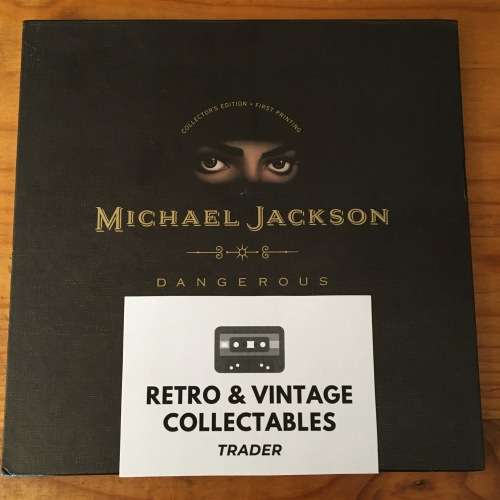 COLLECTOR'S EDITION • FIRST PRINTING
MICHAEL JACKSON
DANGEROUS
RETRO & VINTAGE
COLLECTABLES
TRADER